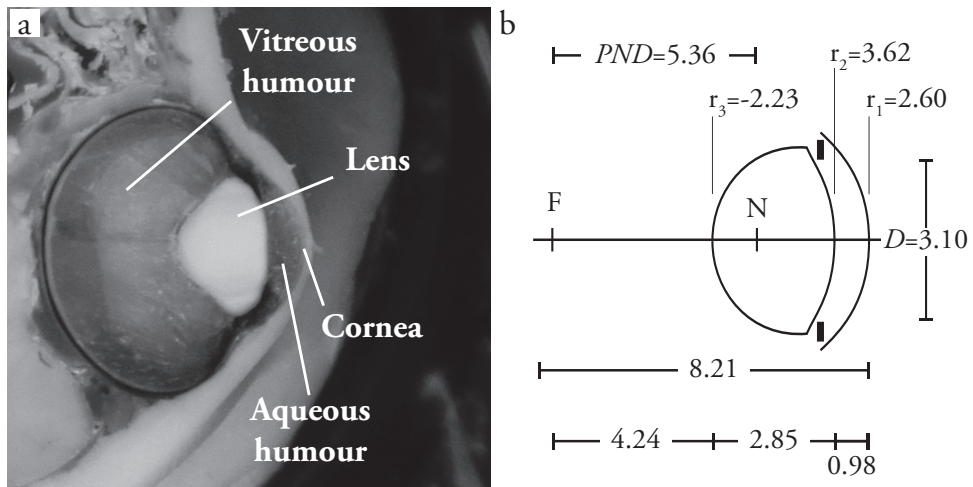 a
Vitreous
humour
Lens
Cornea
Aqueous
humour
b
PND=5.36
r2=3.62
r3=-2.23
r1=2.60
F
N
D=3.10
8.21
4.24
2.85
0.98